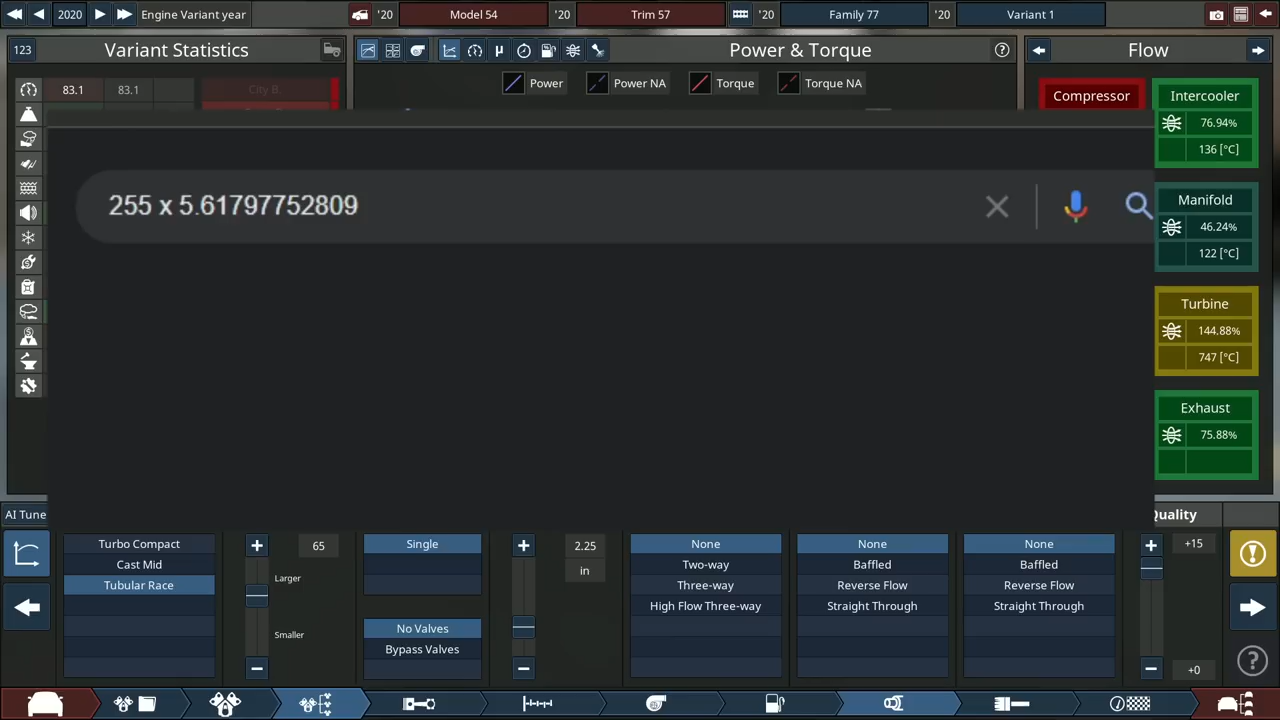 2020 Engine Variant year '20 Model 54 '20 Trim 57 '20 Family 77 '20 Variant 1
123 Variant Statistics
Power & Torque
Flow
Power Power NA Torque Torque NA
83.1 83.1 City B.
Compressor
Intercooler
76.94%
136 [°C]
255 x 5.61797752809
Manifold
46.24%
122 [°C]
Turbine
144.88%
747 [°C]
Exhaust
75.88%
AI Tune
Quality
Turbo Compact
Cast Mid
Tubular Race
+ 65
Larger
Smaller
−
Single
No Valves
Bypass Valves
+ 2.25
in
−
None
Two-way
Three-way
High Flow Three-way
None
Baffled
Reverse Flow
Straight Through
None
Baffled
Reverse Flow
Straight Through
+ +15
− +0